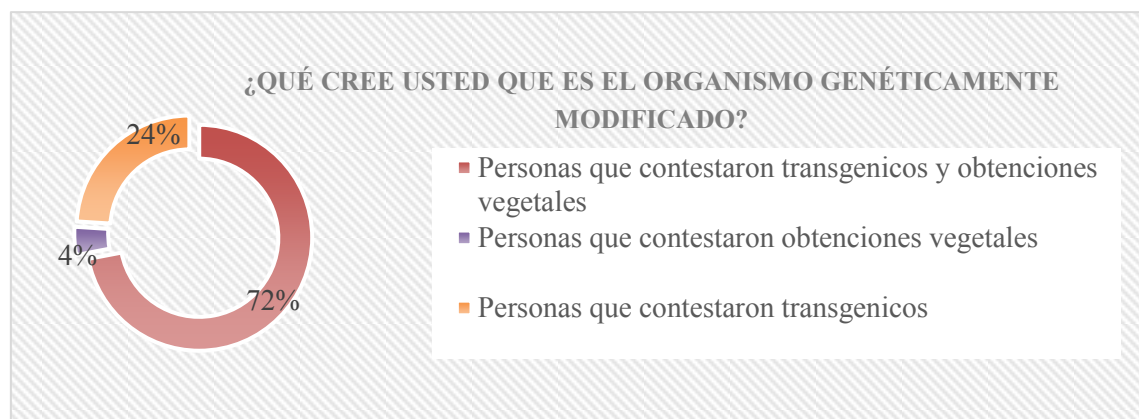 ¿QUÉ CREE USTED QUE ES EL ORGANISMO GENÉTICAMENTE
MODIFICADO?
24%
4%
72%
Personas que contestaron transgenicos y obtenciones
vegetales
Personas que contestaron obtenciones vegetales
Personas que contestaron transgenicos